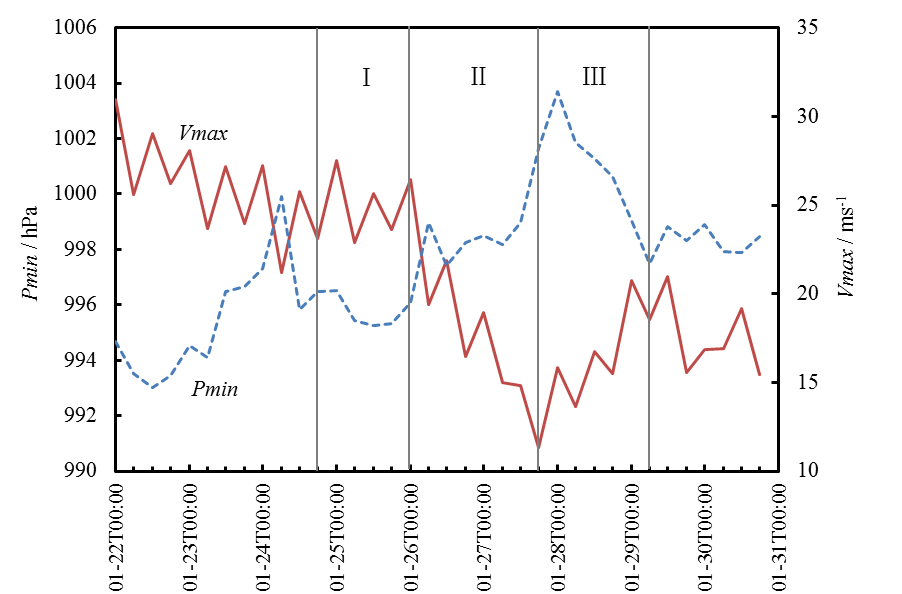 1006
1004
1002
1000
998
996
994
992
990
Pmin / hPa
35
30
25
20
15
10
Vmax / ms-1
Ⅰ
Ⅱ
Ⅲ
Vmax
Pmin
01-22T00:00
01-23T00:00
01-24T00:00
01-25T00:00
01-26T00:00
01-27T00:00
01-28T00:00
01-29T00:00
01-30T00:00
01-31T00:00